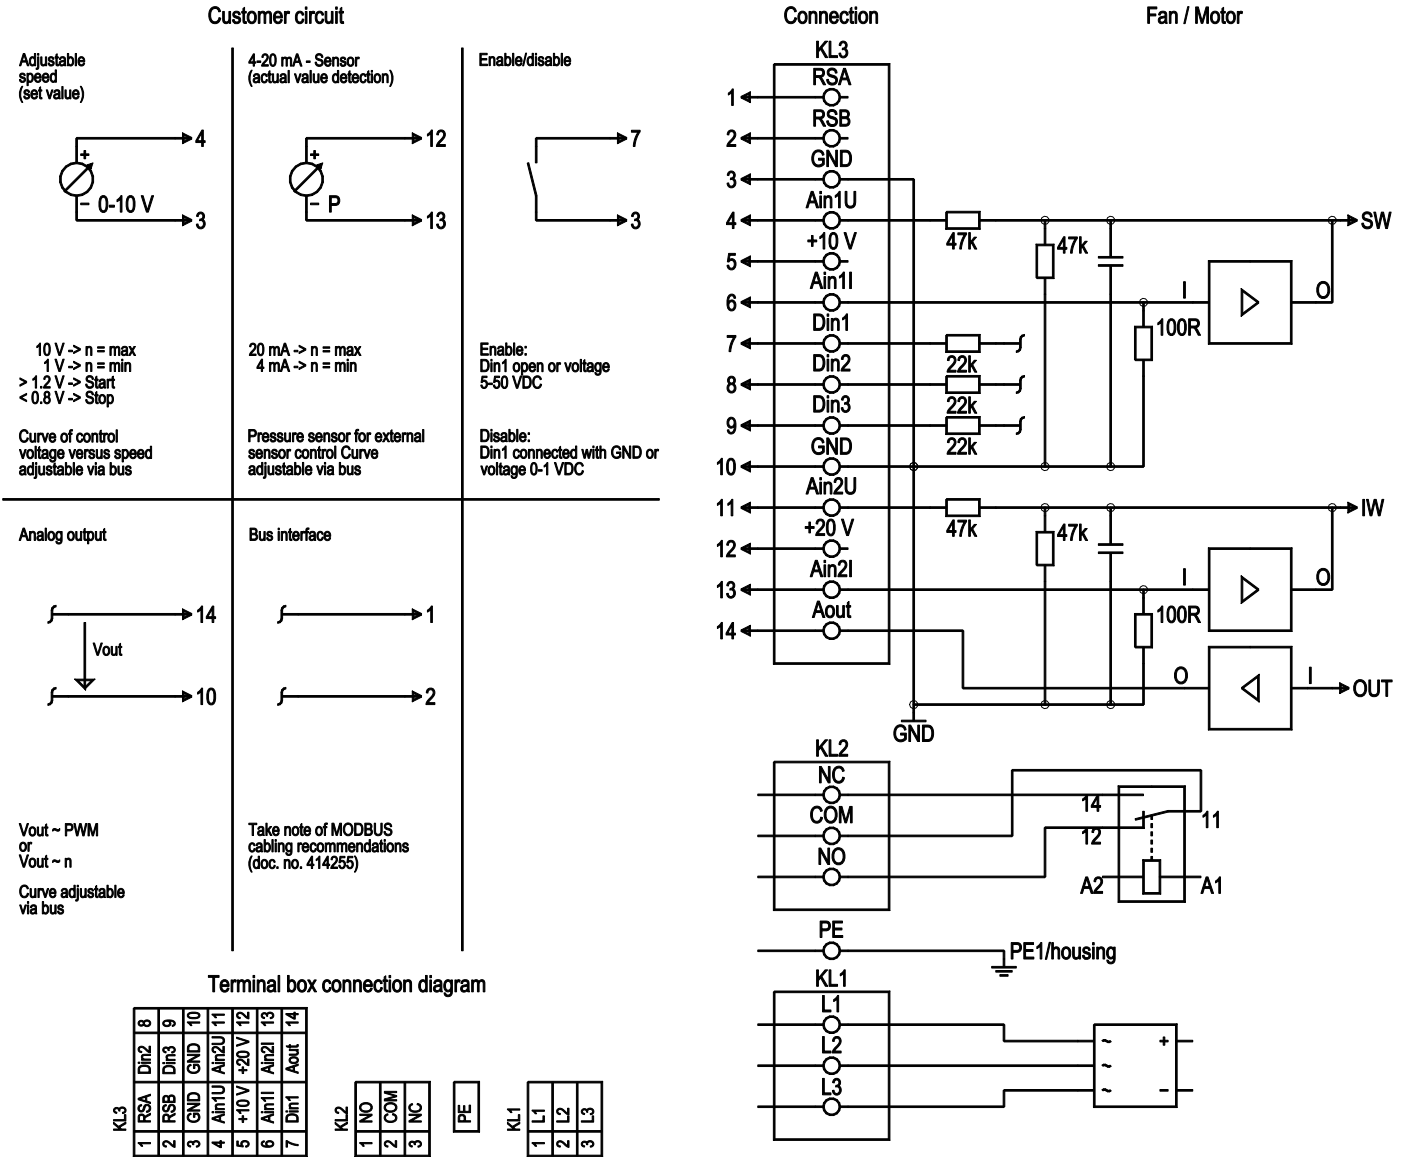 Customer circuit
Connection
Fan / Motor
Adjustable
speed
(set value)
4
+
− 0-10 V
3
10 V -> n = max
1 V -> n = min
> 1.2 V -> Start
< 0.8 V -> Stop
Curve of control
voltage versus speed
adjustable via bus
4-20 mA - Sensor
(actual value detection)
12
+
− P
13
20 mA -> n = max
4 mA -> n = min
Pressure sensor for external
sensor control Curve
adjustable via bus
Enable/disable
7
3
Enable:
Din1 open or voltage
5-50 VDC
Disable:
Din1 connected with GND or
voltage 0-1 VDC
Analog output
14
Vout
10
Vout ~ PWM
or
Vout ~ n
Curve adjustable
via bus
Bus interface
1
2
Take note of MODBUS
cabling recommendations
(doc. no. 414255)
KL3
RSA
1
RSB
2
GND
3
Ain1U
4
47k
47k
SW
+10 V
5
Ain1I
6
I
O
100R
Din1
7
22k
Din2
8
22k
Din3
9
22k
GND
10
Ain2U
11
47k
47k
IW
+20 V
12
Ain2I
13
I
O
100R
Aout
14
O
I
OUT
GND
KL2
NC
14
COM
11
12
NO
A2
A1
PE
PE1/housing
KL1
L1
~
+
L2
~
L3
~
−
Terminal box connection diagram
KL3
8 9 10 11 12 13 14
Din2 Din3 GND Ain2U +20 V Ain2I Aout
RSA RSB GND Ain1U +10 V Ain1I Din1
1 2 3 4 5 6 7
KL2
NO COM NC
1 2 3
PE
KL1
L1 L2 L3
1 2 3